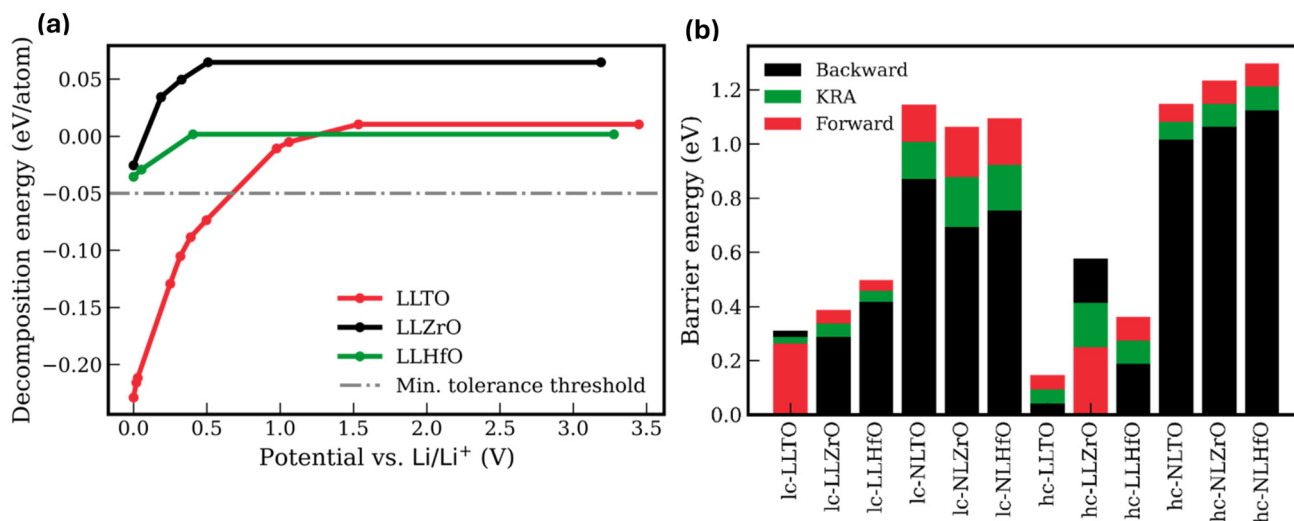 (a)
Decomposition energy (eV/atom)
0.05
0.00
−0.05
−0.10
−0.15
−0.20
LLTO
LLZrO
LLHfO
Min. tolerance threshold
0.0 0.5 1.0 1.5 2.0 2.5 3.0 3.5
Potential vs. Li/Li⁺ (V)
(b)
Barrier energy (eV)
1.2
1.0
0.8
0.6
0.4
0.2
0.0
Backward
KRA
Forward
lc-LLTO
lc-LLZrO
lc-LLHfO
lc-NLTO
lc-NLZrO
lc-NLHfO
hc-LLTO
hc-LLZrO
hc-LLHfO
hc-NLTO
hc-NLZrO
hc-NLHfO